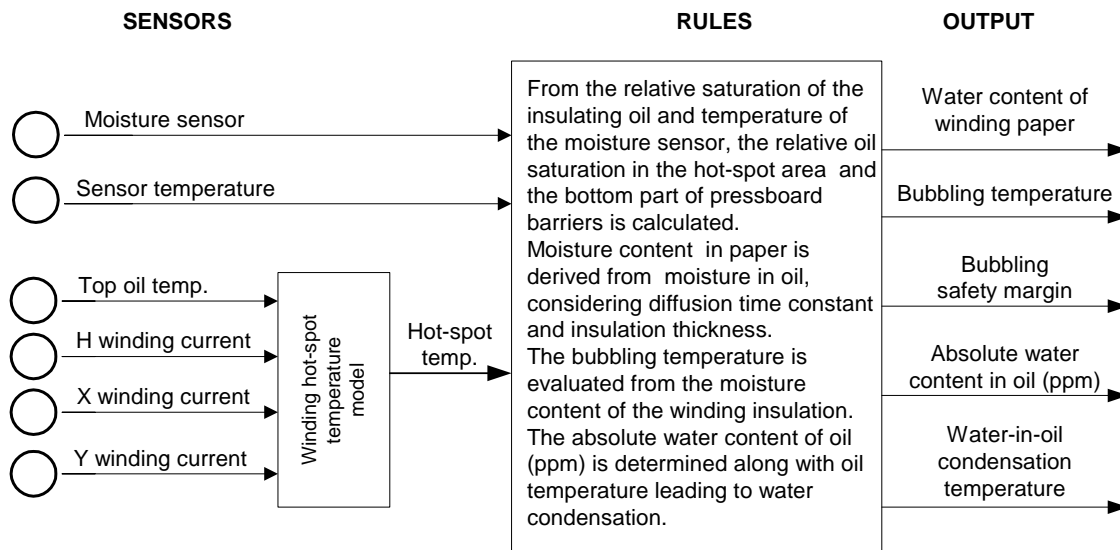 SENSORS
RULES
OUTPUT
Moisture sensor
Sensor temperature
Top oil temp.
H winding current
X winding current
Y winding current
Winding hot-spot
temperature
model
Hot-spot
temp.
From the relative saturation of the
insulating oil and temperature of
the moisture sensor, the relative oil
saturation in the hot-spot area and
the bottom part of pressboard
barriers is calculated.
Moisture content in paper is
derived from moisture in oil,
considering diffusion time constant
and insulation thickness.
The bubbling temperature is
evaluated from the moisture
content of the winding insulation.
The absolute water content of oil
(ppm) is determined along with oil
temperature leading to water
condensation.
Water content of
winding paper
Bubbling temperature
Bubbling
safety margin
Absolute water
content in oil (ppm)
Water-in-oil
condensation
temperature